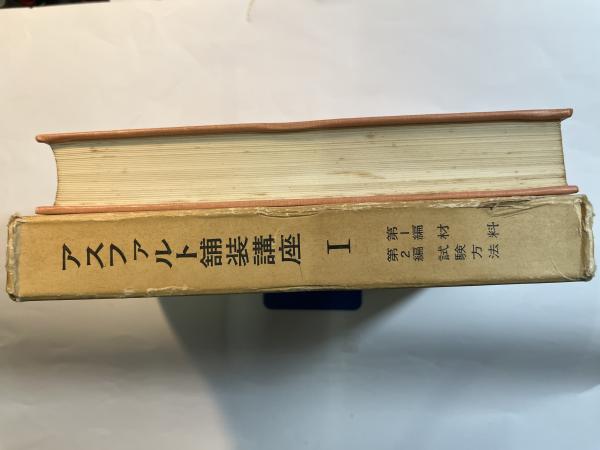 アスファルト舗装講座 I
第1編 材料
第2編 試験方法